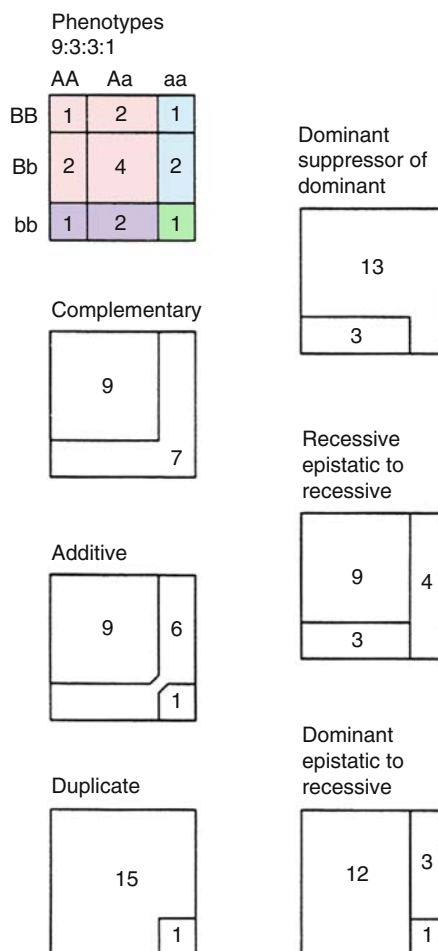 Phenotypes
9:3:3:1
AA Aa aa
BB 1 2 1
Bb 2 4 2
bb 1 2 1
Complementary
9
7
Additive
9 6
1
Duplicate
15
1
Dominant
suppressor of
dominant
13
3
Recessive
epistatic to
recessive
9 4
3
Dominant
epistatic to
recessive
12 3
1